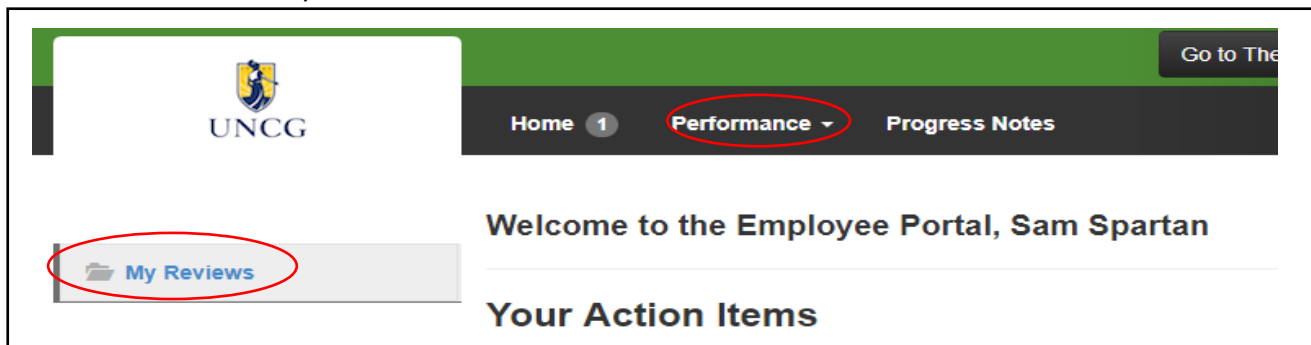 Go to The
UNCG
Home 1 Performance Progress Notes
Welcome to the Employee Portal, Sam Spartan
My Reviews
Your Action Items